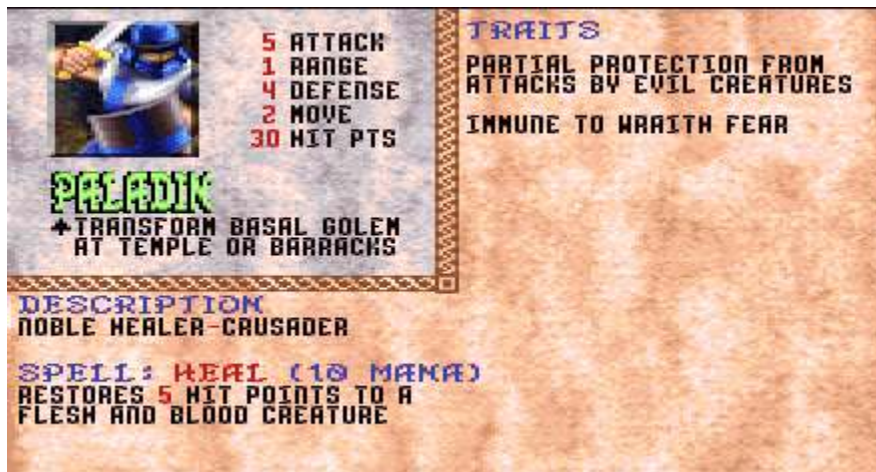 5 ATTACK
1 RANGE
4 DEFENSE
2 MOVE
30 HIT PTS
PALADIN
+TRANSFORM BASAL GOLEM
AT TEMPLE OR BARRACKS
TRAITS
PARTIAL PROTECTION FROM
ATTACKS BY EVIL CREATURES
IMMUNE TO WRAITH FEAR
DESCRIPTION
NOBLE HEALER-CRUSADER
SPELL: HEAL (10 MANA)
RESTORES 5 HIT POINTS TO A
FLESH AND BLOOD CREATURE